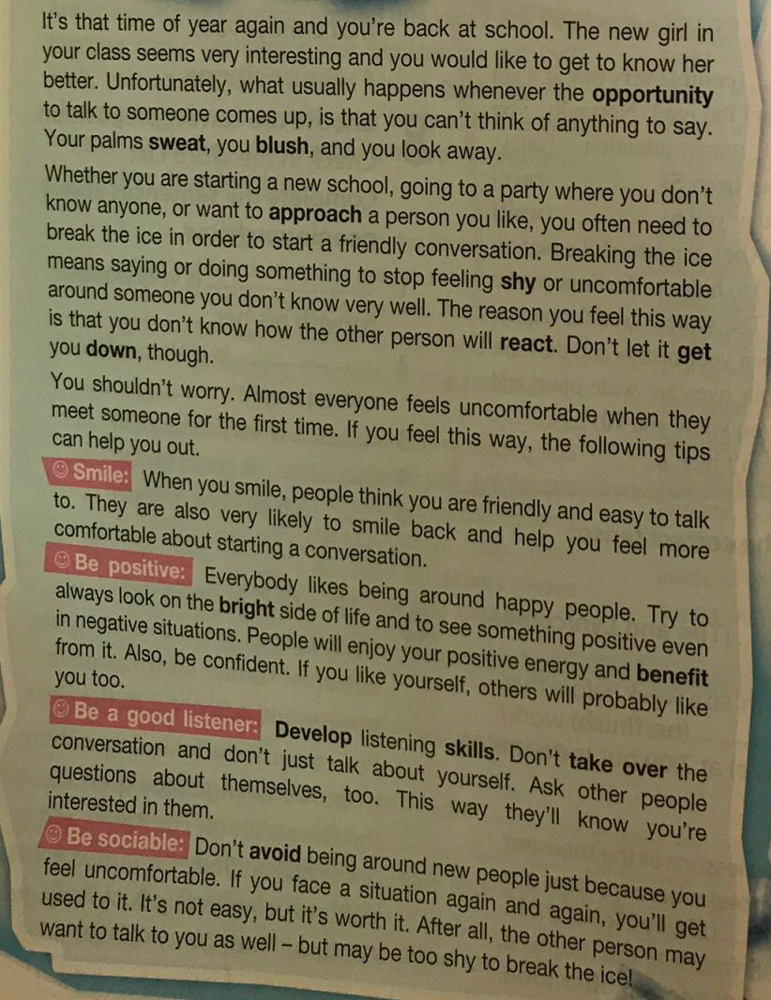 It's that time of year again and you're back at school. The new girl in
your class seems very interesting and you would like to get to know her
better. Unfortunately, what usually happens whenever the opportunity
to talk to someone comes up, is that you can't think of anything to say.
Your palms sweat, you blush, and you look away.
Whether you are starting a new school, going to a party where you don't
know anyone, or want to approach a person you like, you often need to
break the ice in order to start a friendly conversation. Breaking the ice
means saying or doing something to stop feeling shy or uncomfortable
around someone you don't know very well. The reason you feel this way
is that you don't know how the other person will react. Don't let it get
you down, though.
You shouldn't worry. Almost everyone feels uncomfortable when they
meet someone for the first time. If you feel this way, the following tips
can help you out.
Smile: When you smile, people think you are friendly and easy to talk
to. They are also very likely to smile back and help you feel more
comfortable about starting a conversation.
Be positive: Everybody likes being around happy people. Try to
always look on the bright side of life and to see something positive even
in negative situations. People will enjoy your positive energy and benefit
from it. Also, be confident. If you like yourself, others will probably like
you too.
Be a good listener: Develop listening skills. Don't take over the
conversation and don't just talk about yourself. Ask other people
questions about themselves, too. This way they'll know you're
interested in them.
Be sociable: Don't avoid being around new people just because you
feel uncomfortable. If you face a situation again and again, you'll get
used to it. It's not easy, but it's worth it. After all, the other person may
want to talk to you as well – but may be too shy to break the ice!